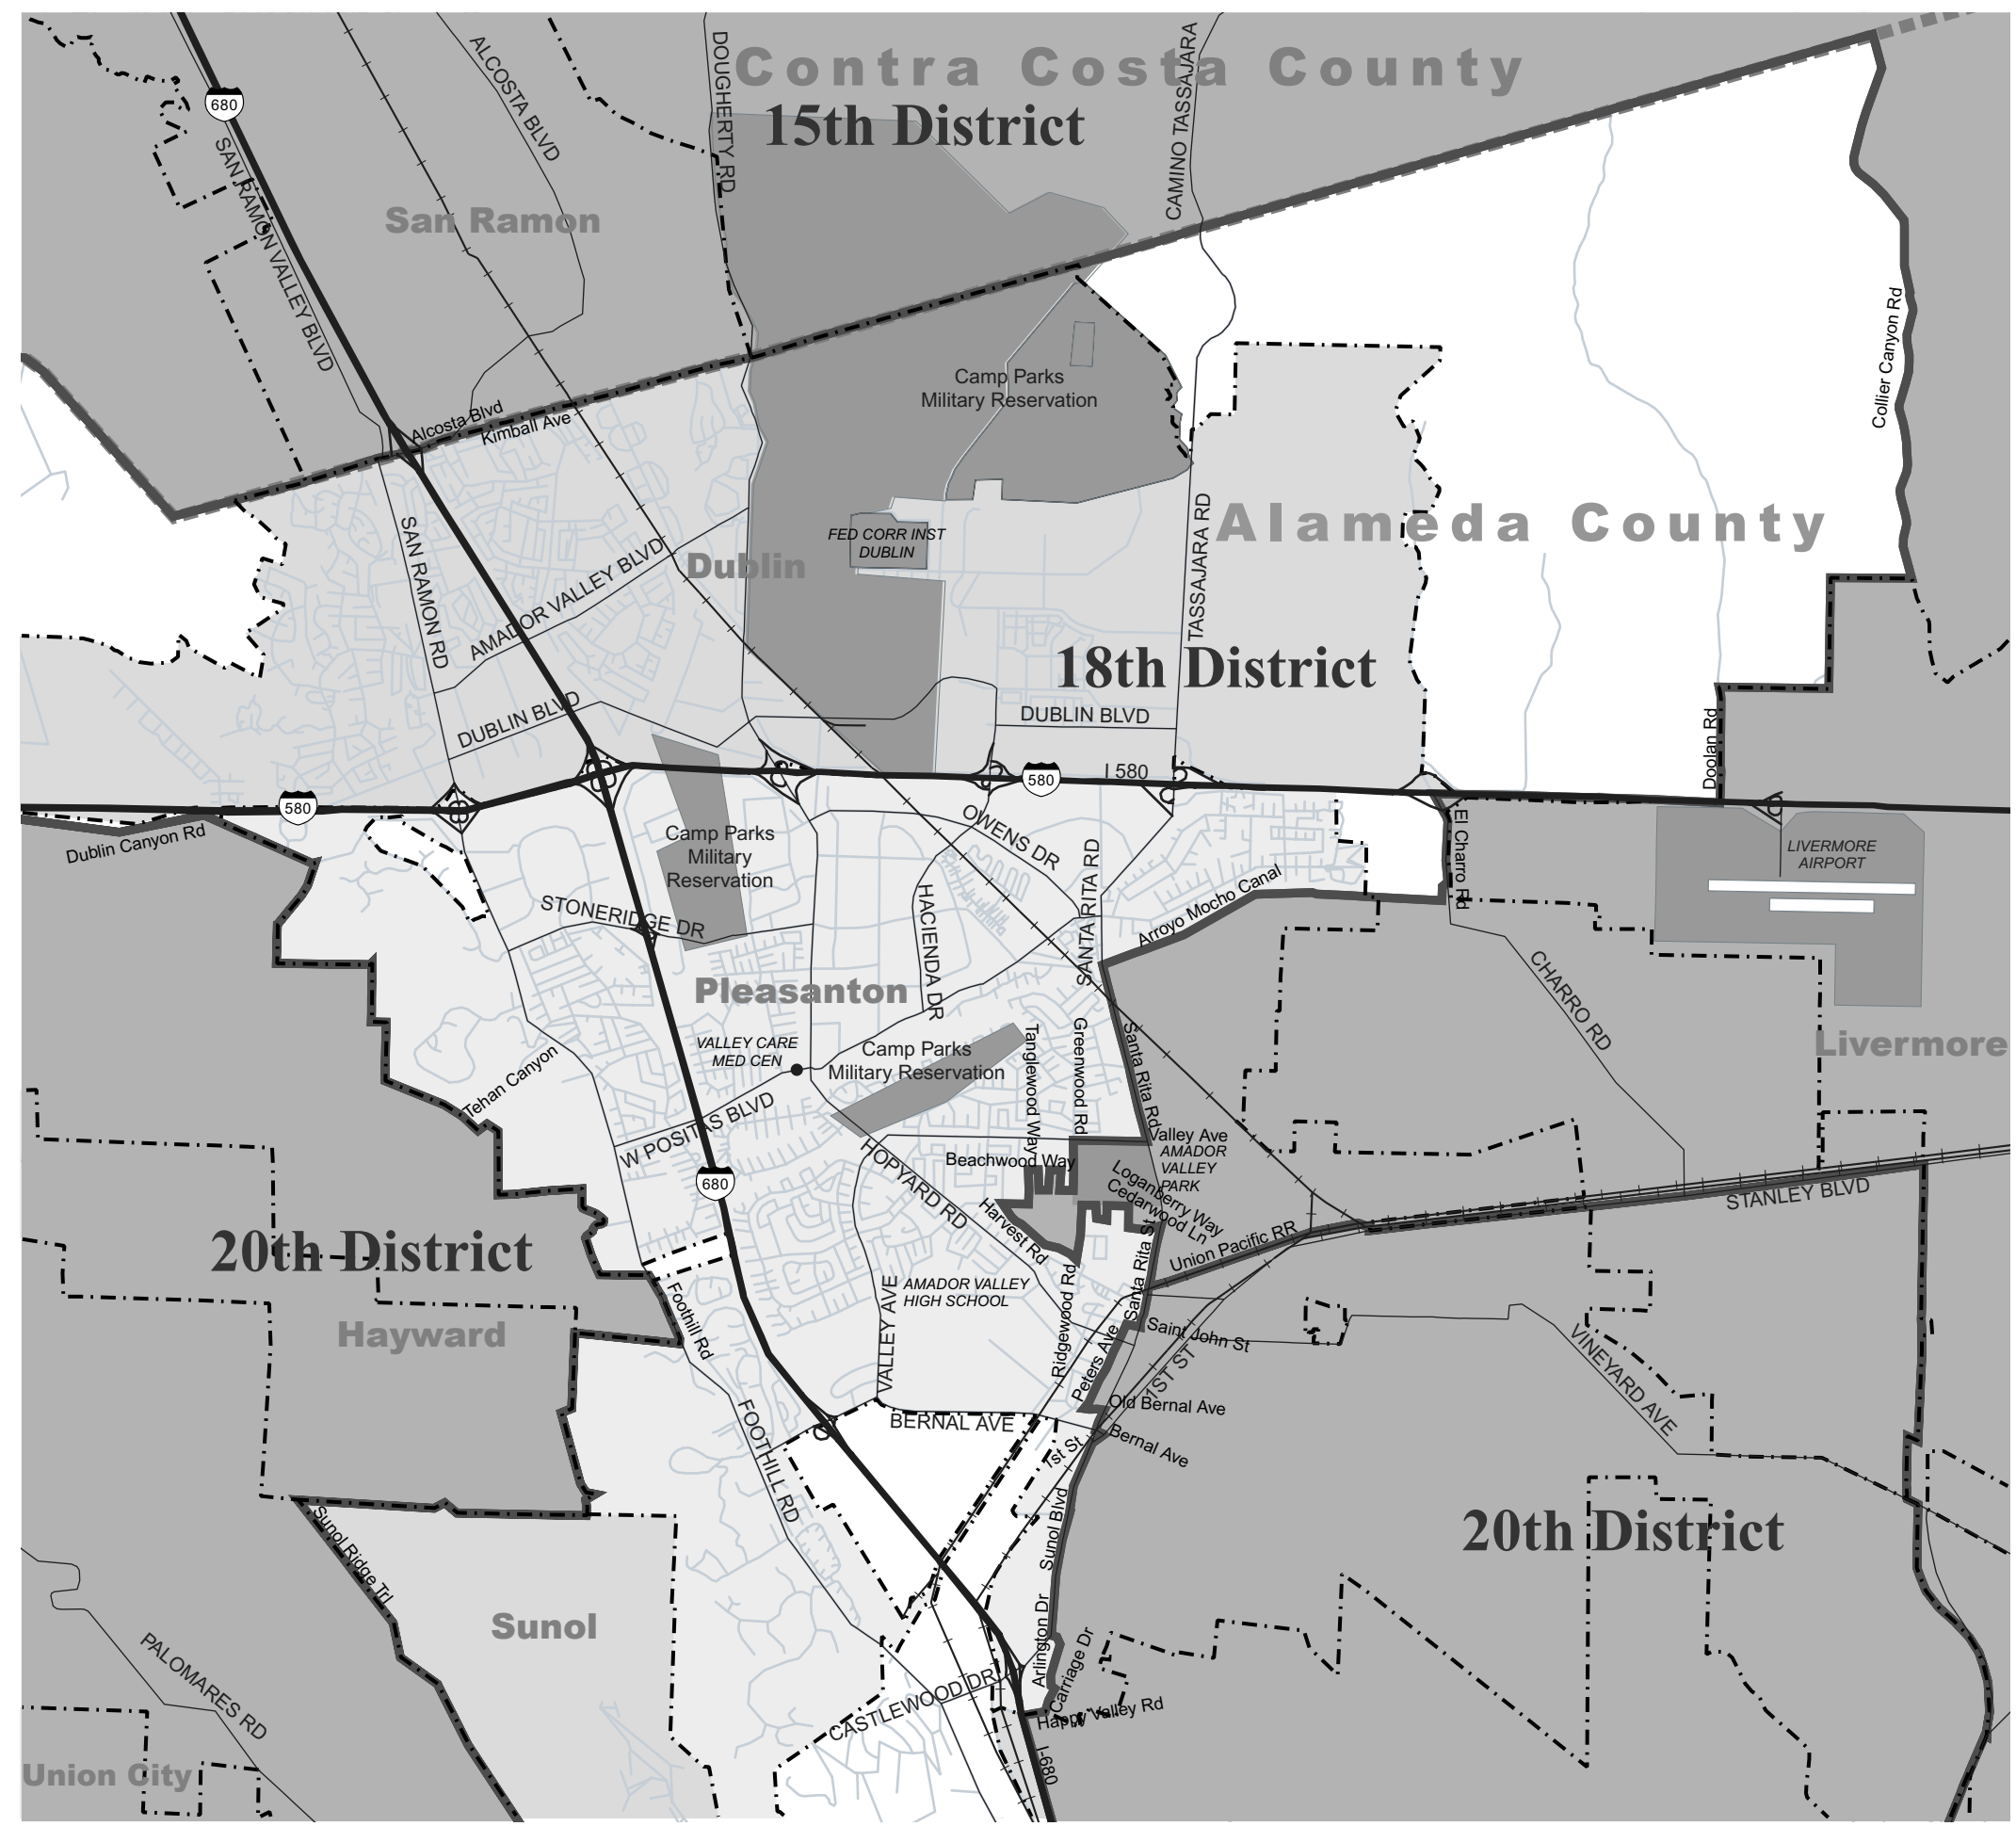 Contra Costa County
15th District
DOUGHERTY RD
ALCOSTA BLVD
CAMINO TASSAJARA
680
SAN RAMON VALLEY BLVD
San Ramon
Collier Canyon Rd
Camp Parks
Military Reservation
Alcosta Blvd
Kimball Ave
Alameda County
SAN RAMON RD
FED CORR INST
DUBLIN
AMADOR VALLEY BLVD
Dublin
TASSAJARA RD
18th District
DUBLIN BLVD
DUBLIN BLVD
Doolan Rd
I 580
580
580
Dublin Canyon Rd
Camp Parks
Military
Reservation
OWENS DR
El Charro Rd
LIVERMORE
AIRPORT
STONERIDGE DR
HACIENDA DR
SANTA RITA RD
Arroyo Mocho Canal
Pleasanton
CHARRO RD
Livermore
VALLEY CARE
MED CEN
Camp Parks
Military Reservation
Tanglewood Way
Greenwood Rd
Santa Rita Rd
Tehan Canyon
W POSITAS BLVD
HOPYARD RD
Beachwood Way
Valley Ave
AMADOR
VALLEY
PARK
Loganberry Way
Cedarwood Ln
680
STANLEY BLVD
Harvest Rd
Santa Rita St
Union Pacific RR
20th District
Hayward
Foothill Rd
VALLEY AVE
AMADOR VALLEY
HIGH SCHOOL
Ridgewood Rd
Peters Ave
Saint John St
1ST ST
VINEYARD AVE
Old Bernal Ave
BERNAL AVE
Bernal Ave
1st St
FOOTHILL RD
Sunol Blvd
20th District
Sunol Ridge Trl
Sunol
Arlington Dr
Carriage Dr
PALOMARES RD
CASTLEWOOD DR
Happy Valley Rd
I-680
Union City